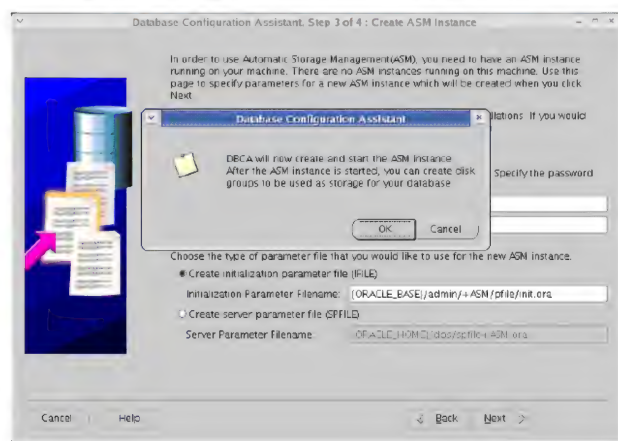 Database Configuration Assistant, Step 3 of 4 : Create ASM Instance
In order to use Automatic Storage Management(ASM), you need to have an ASM instance
running on your machine. There are no ASM instances running on this machine. Use this
page to specify parameters for a new ASM instance which will be created when you click
Next.
If you would
Database Configuration Assistant
DBCA will now create and start the ASM instance.
After the ASM instance is started, you can create disk
groups to be used as storage for your database
Specify the password
OK Cancel
Choose the type of parameter file that you would like to use for the new ASM instance.
Create initialization parameter file (IFILE)
Initialization Parameter Filename: {ORACLE_BASE}/admin/+ASM/pfile/init.ora
Create server parameter file (SPFILE)
Server Parameter Filename:
Cancel Help Back Next